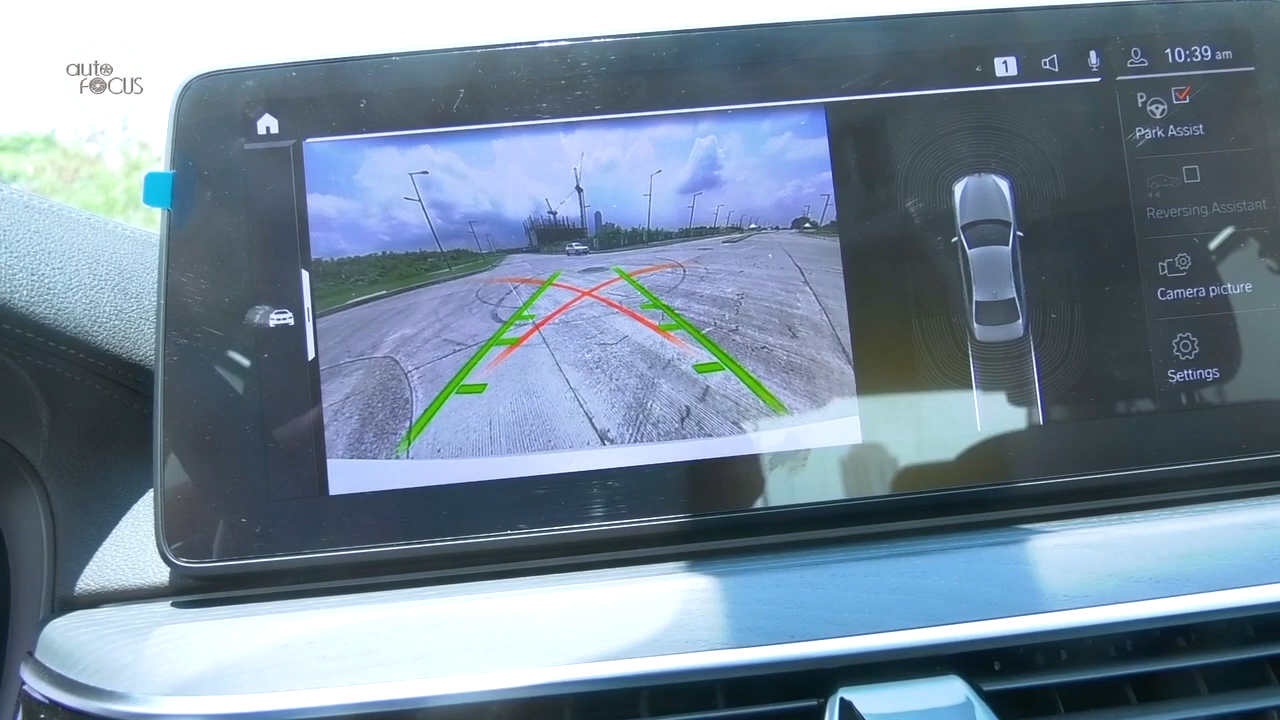 auto
FOCUS
1
10:39 am
P
Park Assist
Reversing Assistant
Camera picture
Settings